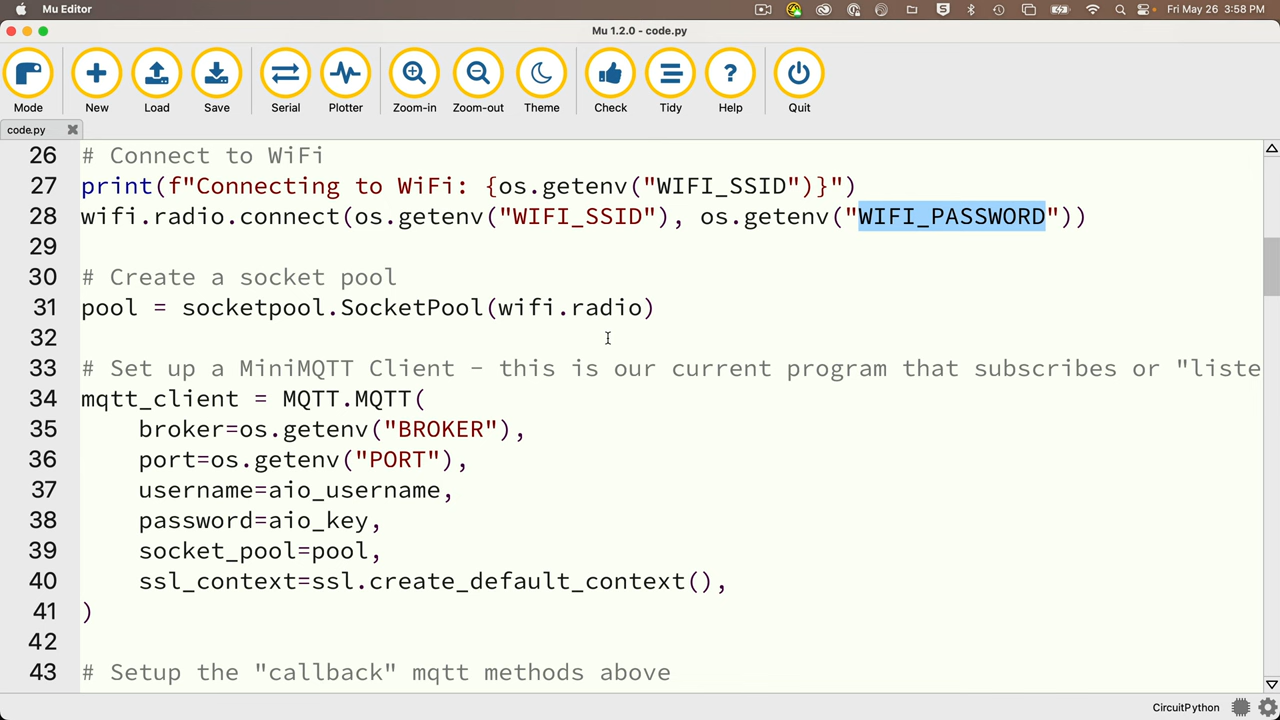 Mu Editor
Fri May 26 3:58 PM
Mu 1.2.0 - code.py
Mode New Load Save Serial Plotter Zoom-in Zoom-out Theme Check Tidy Help Quit
code.py
26 # Connect to WiFi
27 print(f"Connecting to WiFi: {os.getenv("WIFI_SSID")}")
28 wifi.radio.connect(os.getenv("WIFI_SSID"), os.getenv("WIFI_PASSWORD"))
29
30 # Create a socket pool
31 pool = socketpool.SocketPool(wifi.radio)
32
33 # Set up a MiniMQTT Client - this is our current program that subscribes or "liste
34 mqtt_client = MQTT.MQTT(
35     broker=os.getenv("BROKER"),
36     port=os.getenv("PORT"),
37     username=aio_username,
38     password=aio_key,
39     socket_pool=pool,
40     ssl_context=ssl.create_default_context(),
41 )
42
43 # Setup the "callback" mqtt methods above
CircuitPython